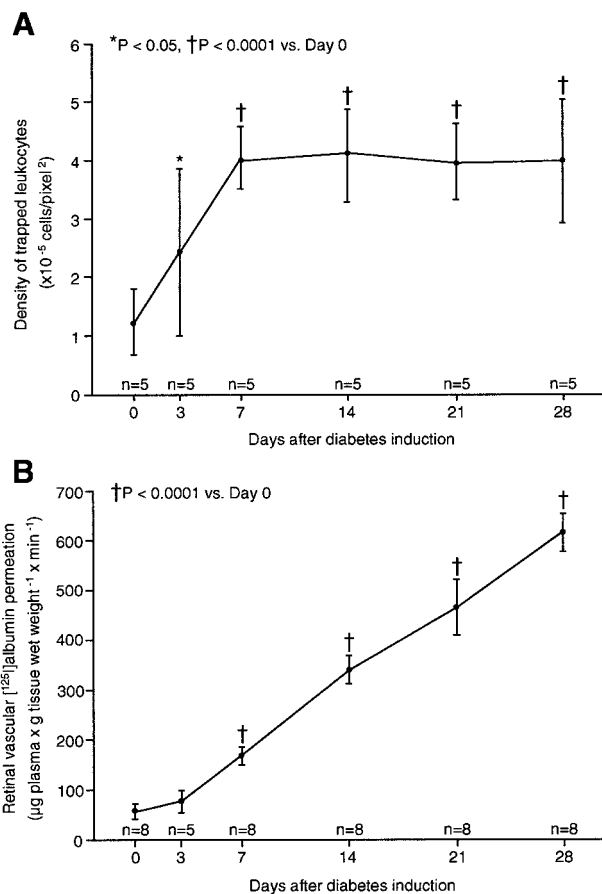 A
*P < 0.05, †P < 0.0001 vs. Day 0
6
5
4
3
2
1
0
Density of trapped leukocytes
(x10⁻⁵ cells/pixel²)
* † † † †
n=5 n=5 n=5 n=5 n=5 n=5
0 3 7 14 21 28
Days after diabetes induction
B
†P < 0.0001 vs. Day 0
700
600
500
400
300
200
100
0
Retinal vascular [¹²⁵I]albumin permeation
(µg plasma x g tissue wet weight⁻¹ x min⁻¹)
† † † †
n=8 n=5 n=8 n=8 n=8 n=8
0 3 7 14 21 28
Days after diabetes induction